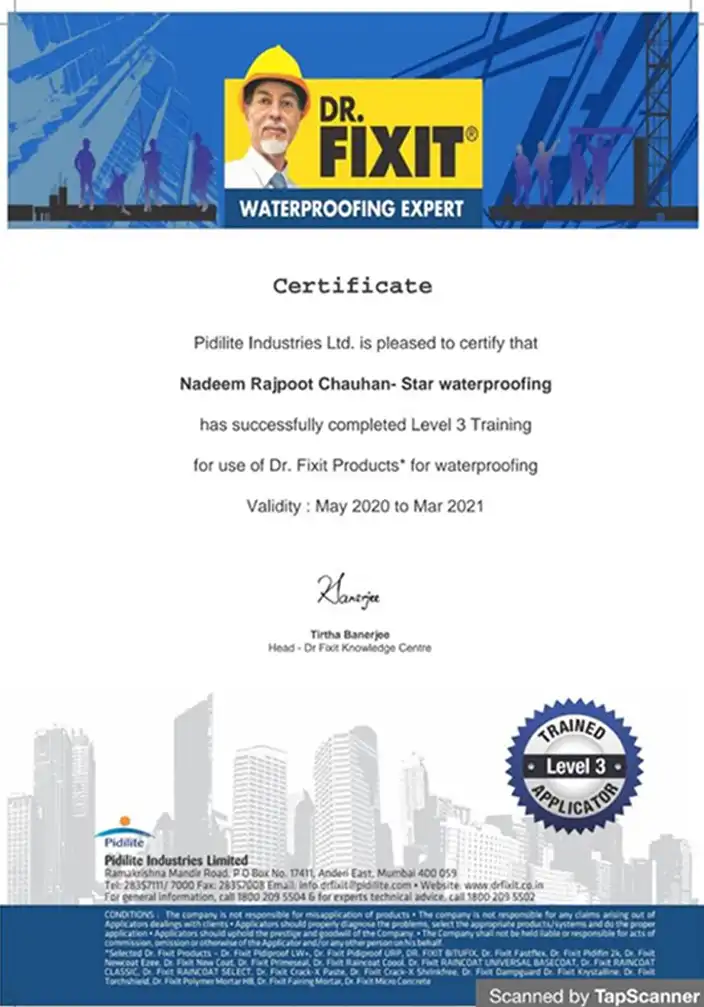 DR.
FIXIT®
WATERPROOFING EXPERT
Certificate
Pidilite Industries Ltd. is pleased to certify that
Nadeem Rajpoot Chauhan- Star waterproofing
has successfully completed Level 3 Training
for use of Dr. Fixit Products* for waterproofing
Validity : May 2020 to Mar 2021
Banerjee
Tirtha Banerjee
Head - Dr Fixit Knowledge Centre
TRAINED
Level 3
APPLICATOR
Pidilite
Pidilite Industries Limited
Ramakrishna Mandir Road, P O Box No. 17411, Anderi East, Mumbai 400 059
Tel: 28357111/ 7000 Fax: 28357008 Email: info.drfixit@pidilite.com • Website: www.drfixit.co.in
For general information, call 1800 209 5504 & for experts technical advice, call 1800 209 5502
CONDITIONS : The company is not responsible for misapplication of products • The company is not responsible for any claims arising out of
Applicators dealings with clients • Applicators should properly diagnose the problems, select the appropriate products/systems and do the proper
application • Applicators should uphold the prestige and goodwill of the Company • The Company shall not be held liable or responsible for acts of
commission, omission or otherwise of the Applicator and/or any other person on his behalf.
*Selected Dr. Fixit Products - Dr. Fixit Pidiproof LW+, Dr. Fixit Pidiproof URP, DR. FIXIT BITUFIX, Dr. Fixit Fastflex, Dr. Fixit Pidifin 2k, Dr. Fixit
Newcoat Ezee, Dr. Fixit New Coat, Dr. Fixit Primeseal, Dr. Fixit Raincoat Coool, Dr. Fixit RAINCOAT UNIVERSAL BASECOAT, Dr. Fixit RAINCOAT
CLASSIC, Dr. Fixit RAINCOAT SELECT, Dr. Fixit Crack-X Paste, Dr. Fixit Crack-X Shrinkfree, Dr. Fixit Dampguard Dr. Fixit Krystalline, Dr. Fixit
Torchshield, Dr. Fixit Polymer Mortar HB, Dr. Fixit Fairing Mortar, Dr. Fixit Micro Concrete
Scanned by TapScanner